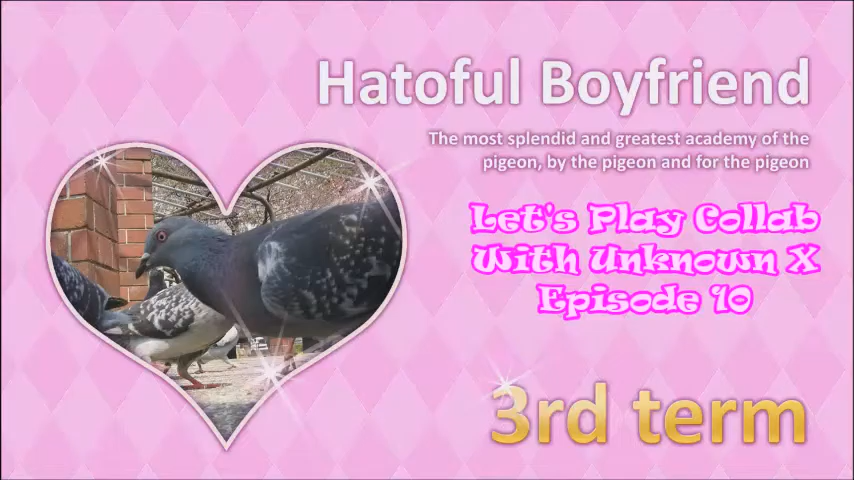 Hatoful Boyfriend
The most splendid and greatest academy of the
pigeon, by the pigeon and for the pigeon
Let's Play Collab
With Unknown X
Episode 10
3rd term